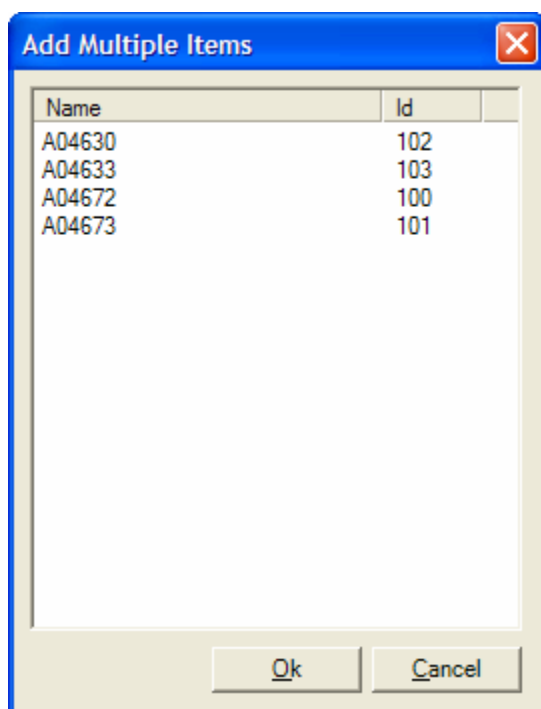 Add Multiple Items
Name Id
A04630 102
A04633 103
A04672 100
A04673 101
Ok Cancel